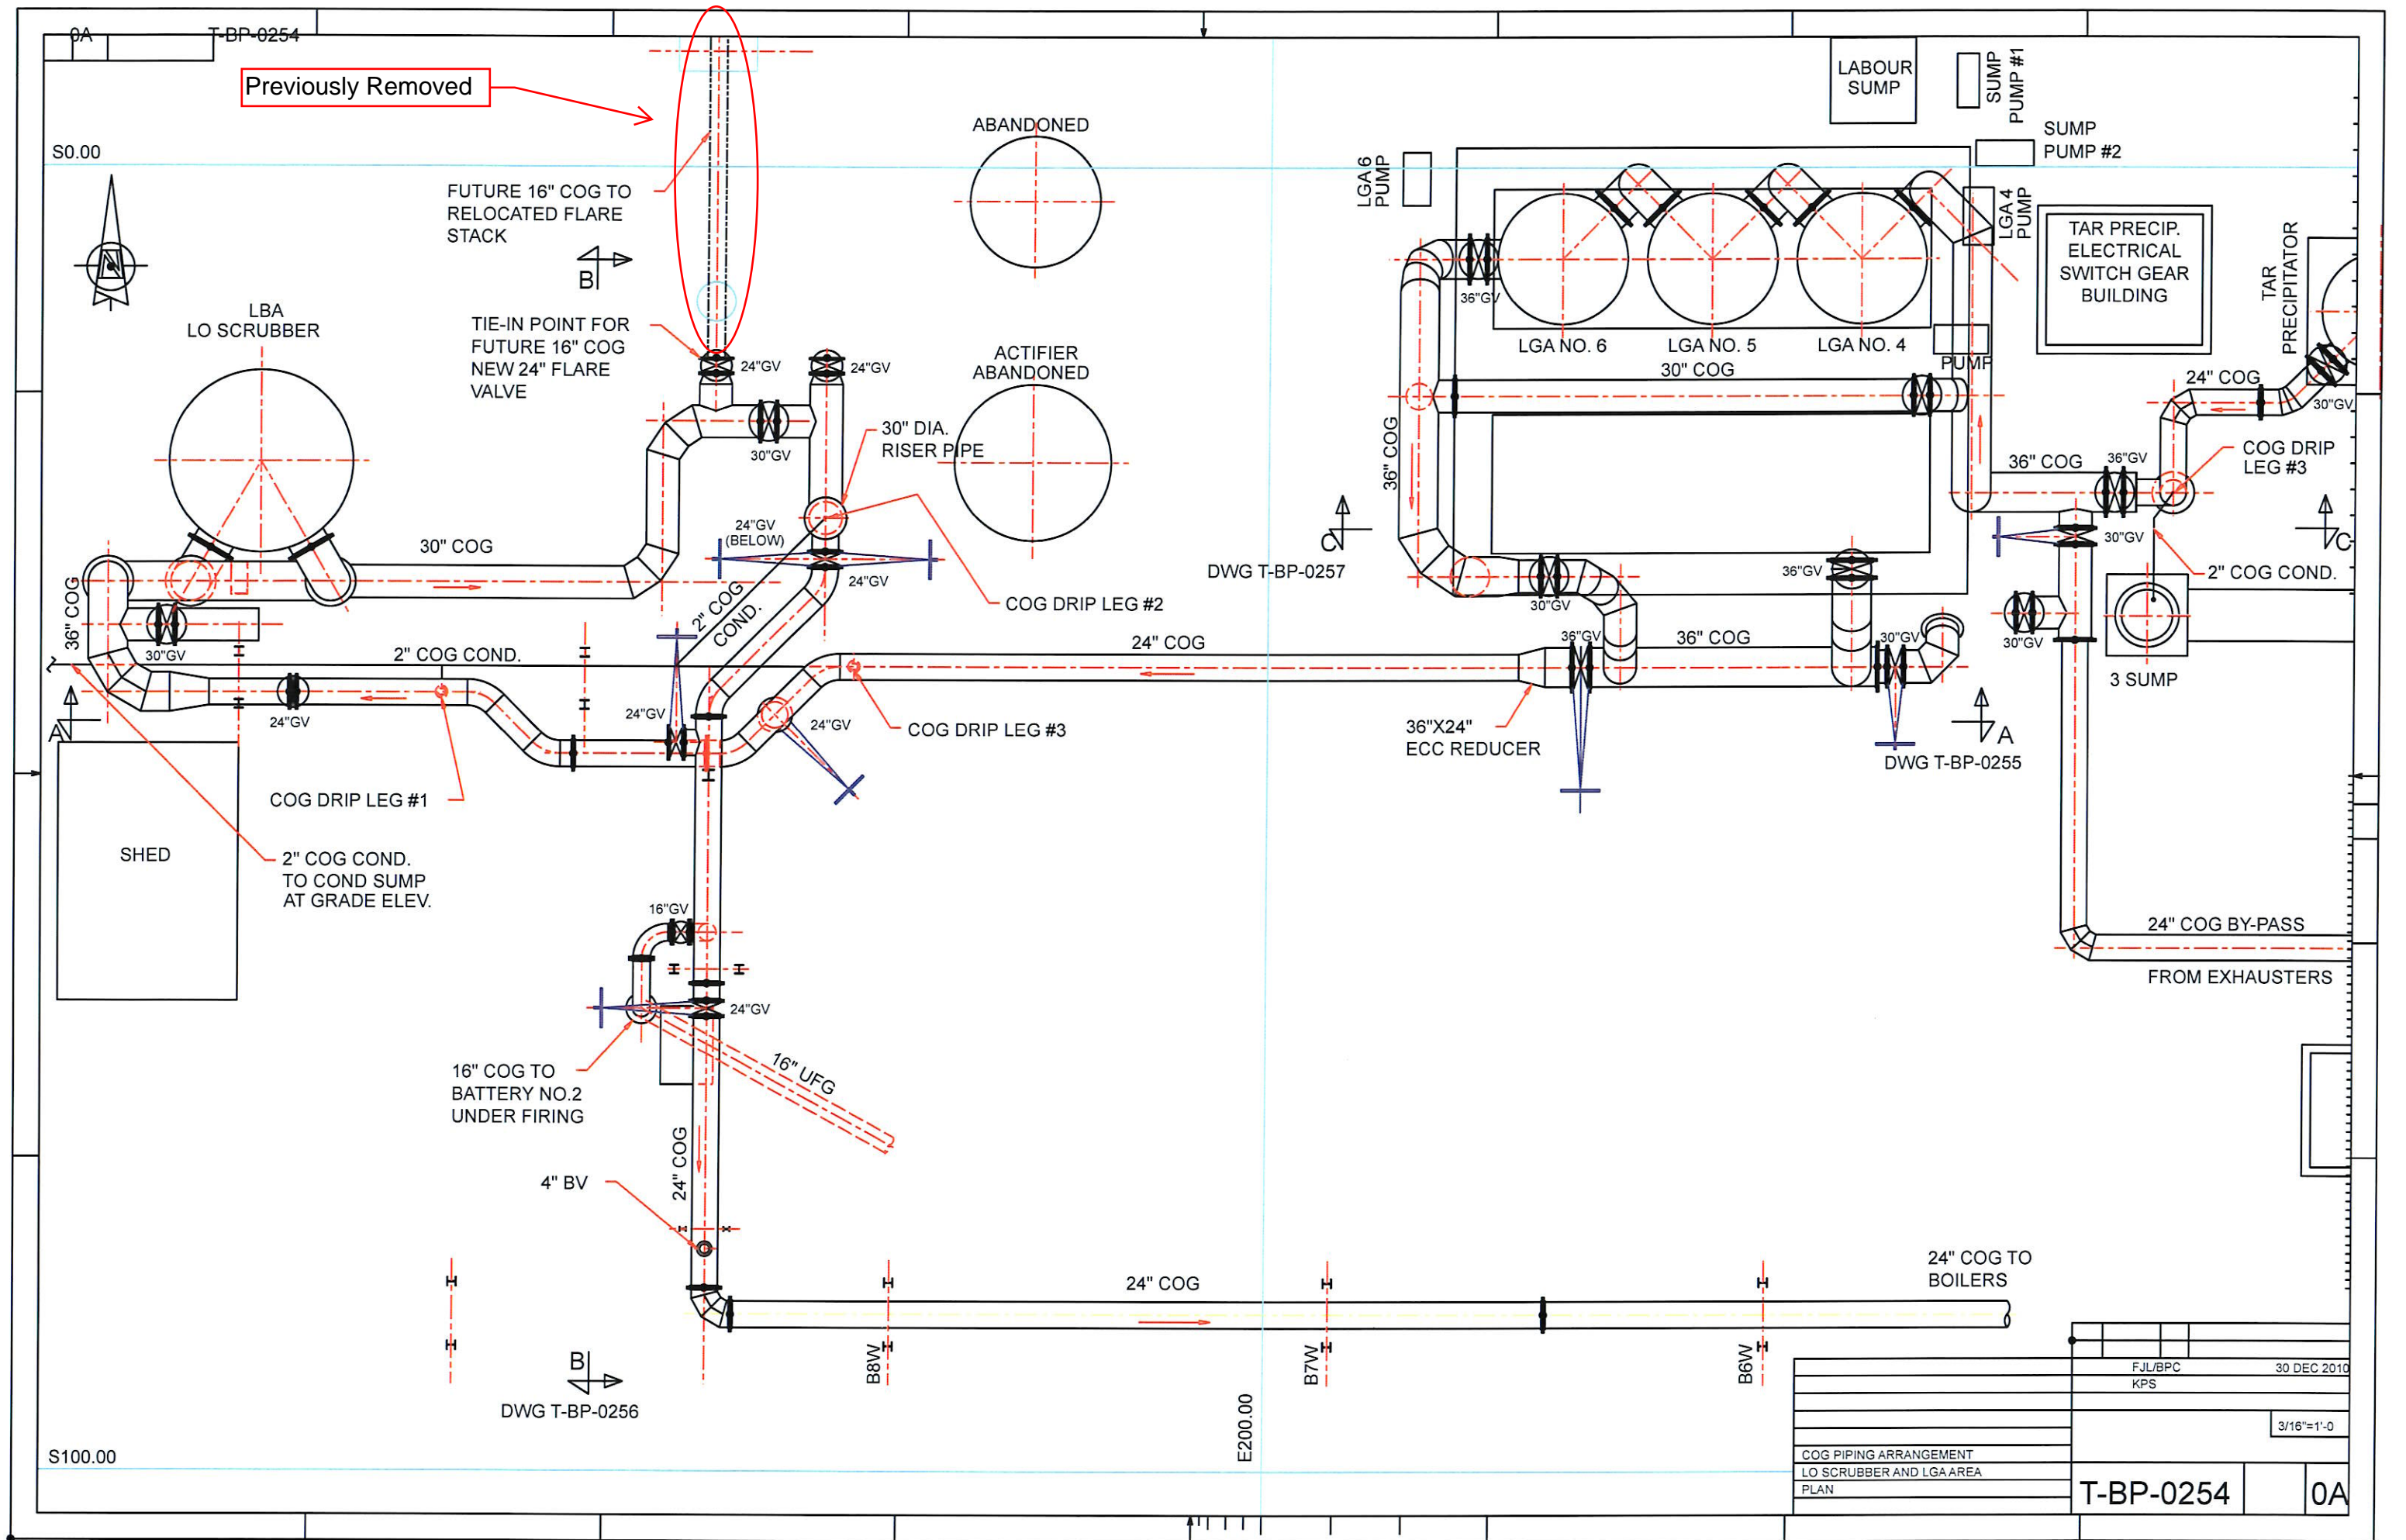 0A
T-BP-0254
Previously Removed
S0.00
FUTURE 16" COG TO
RELOCATED FLARE
STACK
B
ABANDONED
LABOUR
SUMP
SUMP
PUMP #1
SUMP
PUMP #2
LGA 6
PUMP
LGA 4
PUMP
TAR PRECIP.
ELECTRICAL
SWITCH GEAR
BUILDING
TAR
PRECIPITATOR
N
LBA
LO SCRUBBER
TIE-IN POINT FOR
FUTURE 16" COG
NEW 24" FLARE
VALVE
24"GV
24"GV
ACTIFIER
ABANDONED
36"GV
LGA NO. 6
LGA NO. 5
LGA NO. 4
PUMP
30" COG
24" COG
30"GV
30"GV
30" DIA.
RISER PIPE
36" COG
COG DRIP
LEG #3
36" COG
36"GV
24"GV
(BELOW)
30" COG
24"GV
C
DWG T-BP-0257
30"GV
C
36"GV
2" COG COND.
36" COG
2" COG
COND.
COG DRIP LEG #2
30"GV
30"GV
30"GV
2" COG COND.
24" COG
36"GV
36" COG
30"GV
3 SUMP
24"GV
24"GV
24"GV
COG DRIP LEG #3
36"X24"
ECC REDUCER
A
A
DWG T-BP-0255
COG DRIP LEG #1
SHED
2" COG COND.
TO COND SUMP
AT GRADE ELEV.
16"GV
24" COG BY-PASS
FROM EXHAUSTERS
24"GV
16" COG TO
BATTERY NO.2
UNDER FIRING
16" UFG
24" COG
4" BV
24" COG
24" COG TO
BOILERS
B8W
B7W
B6W
B
DWG T-BP-0256
E200.00
S100.00
FJL/BPC
30 DEC 2010
KPS
3/16"=1'-0
COG PIPING ARRANGEMENT
LO SCRUBBER AND LGA AREA
PLAN
T-BP-0254
0A